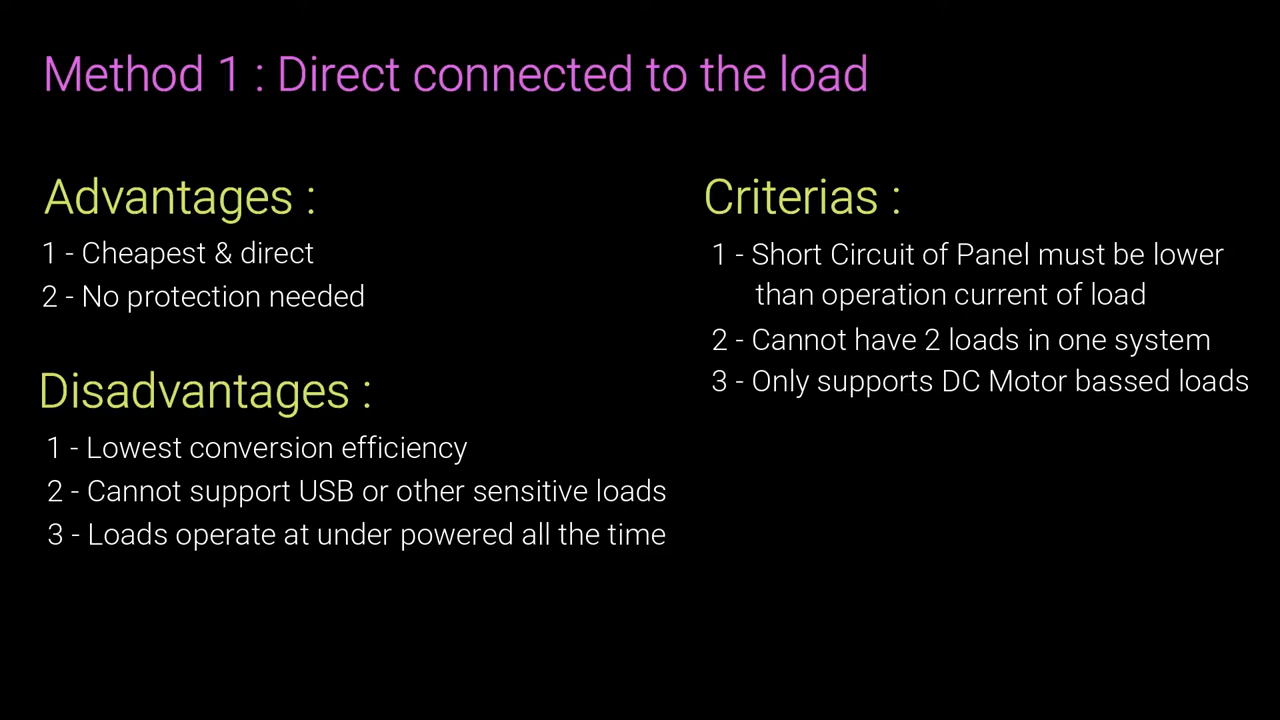 Method 1 : Direct connected to the load
Advantages :
1 - Cheapest & direct
2 - No protection needed
Disadvantages :
1 - Lowest conversion efficiency
2 - Cannot support USB or other sensitive loads
3 - Loads operate at under powered all the time
Criterias :
1 - Short Circuit of Panel must be lower
than operation current of load
2 - Cannot have 2 loads in one system
3 - Only supports DC Motor bassed loads